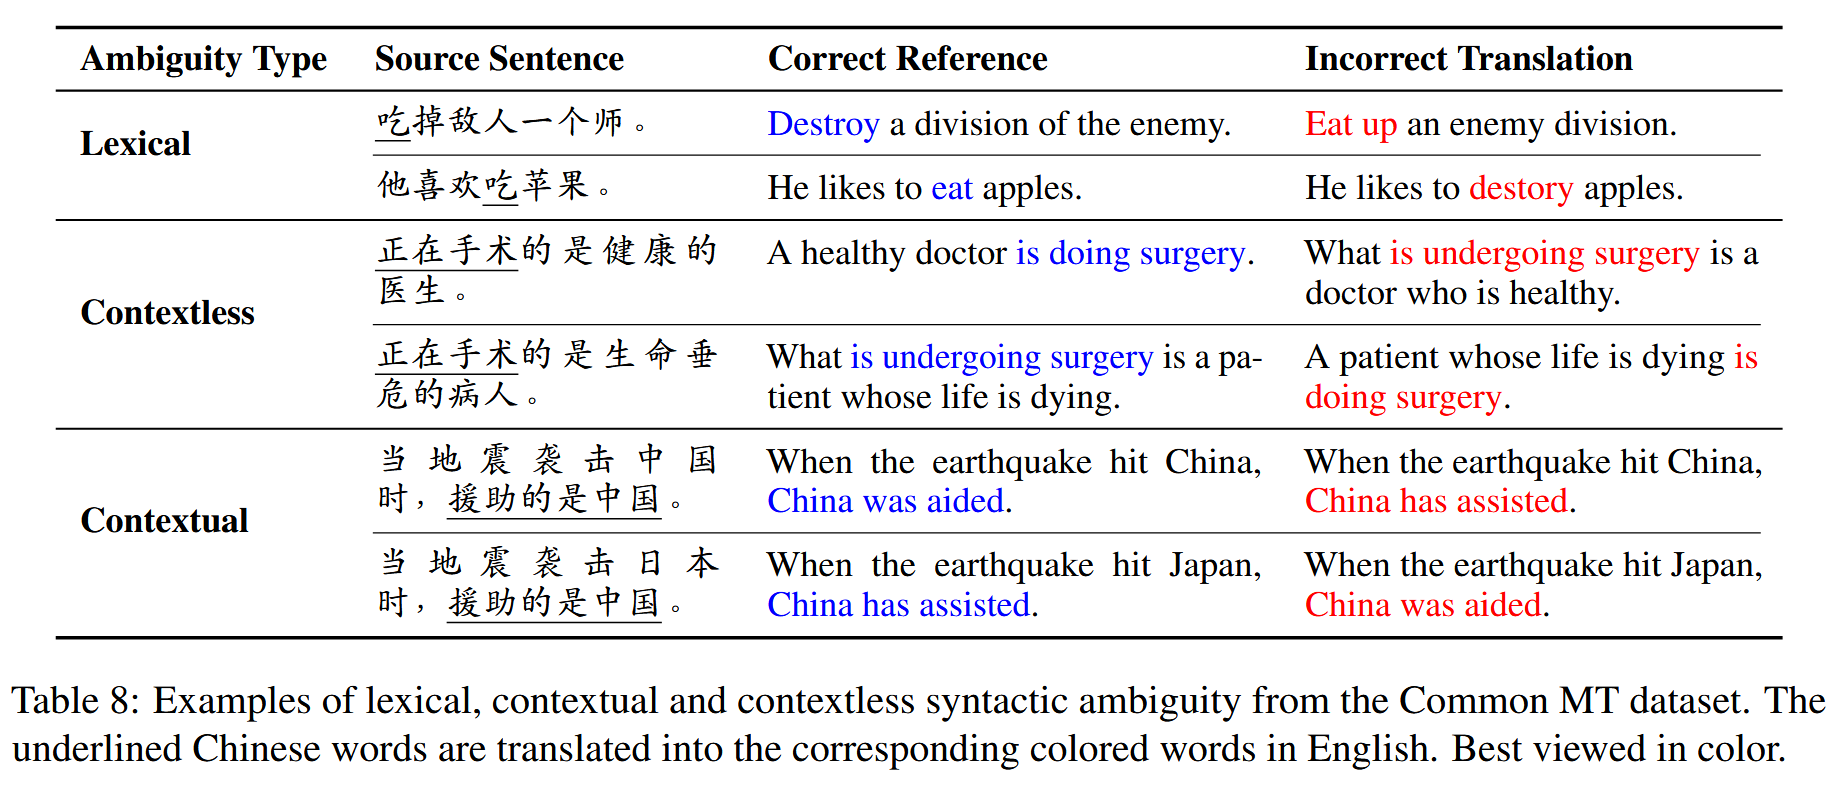 Ambiguity Type Source Sentence Correct Reference Incorrect Translation
Lexical
吃掉敌人一个师。 Destroy a division of the enemy. Eat up an enemy division.
他喜欢吃苹果。 He likes to eat apples. He likes to destory apples.
Contextless
正在手术的是健康的 A healthy doctor is doing surgery. What is undergoing surgery is a
医生。 doctor who is healthy.
正在手术的是生命垂 What is undergoing surgery is a pa- A patient whose life is dying is
危的病人。 tient whose life is dying. doing surgery.
Contextual
当地震袭击中国 When the earthquake hit China, When the earthquake hit China,
时，援助的是中国。 China was aided. China has assisted.
当地震袭击日本 When the earthquake hit Japan, When the earthquake hit Japan,
时，援助的是中国。 China has assisted. China was aided.
Table 8: Examples of lexical, contextual and contextless syntactic ambiguity from the Common MT dataset. The
underlined Chinese words are translated into the corresponding colored words in English. Best viewed in color.